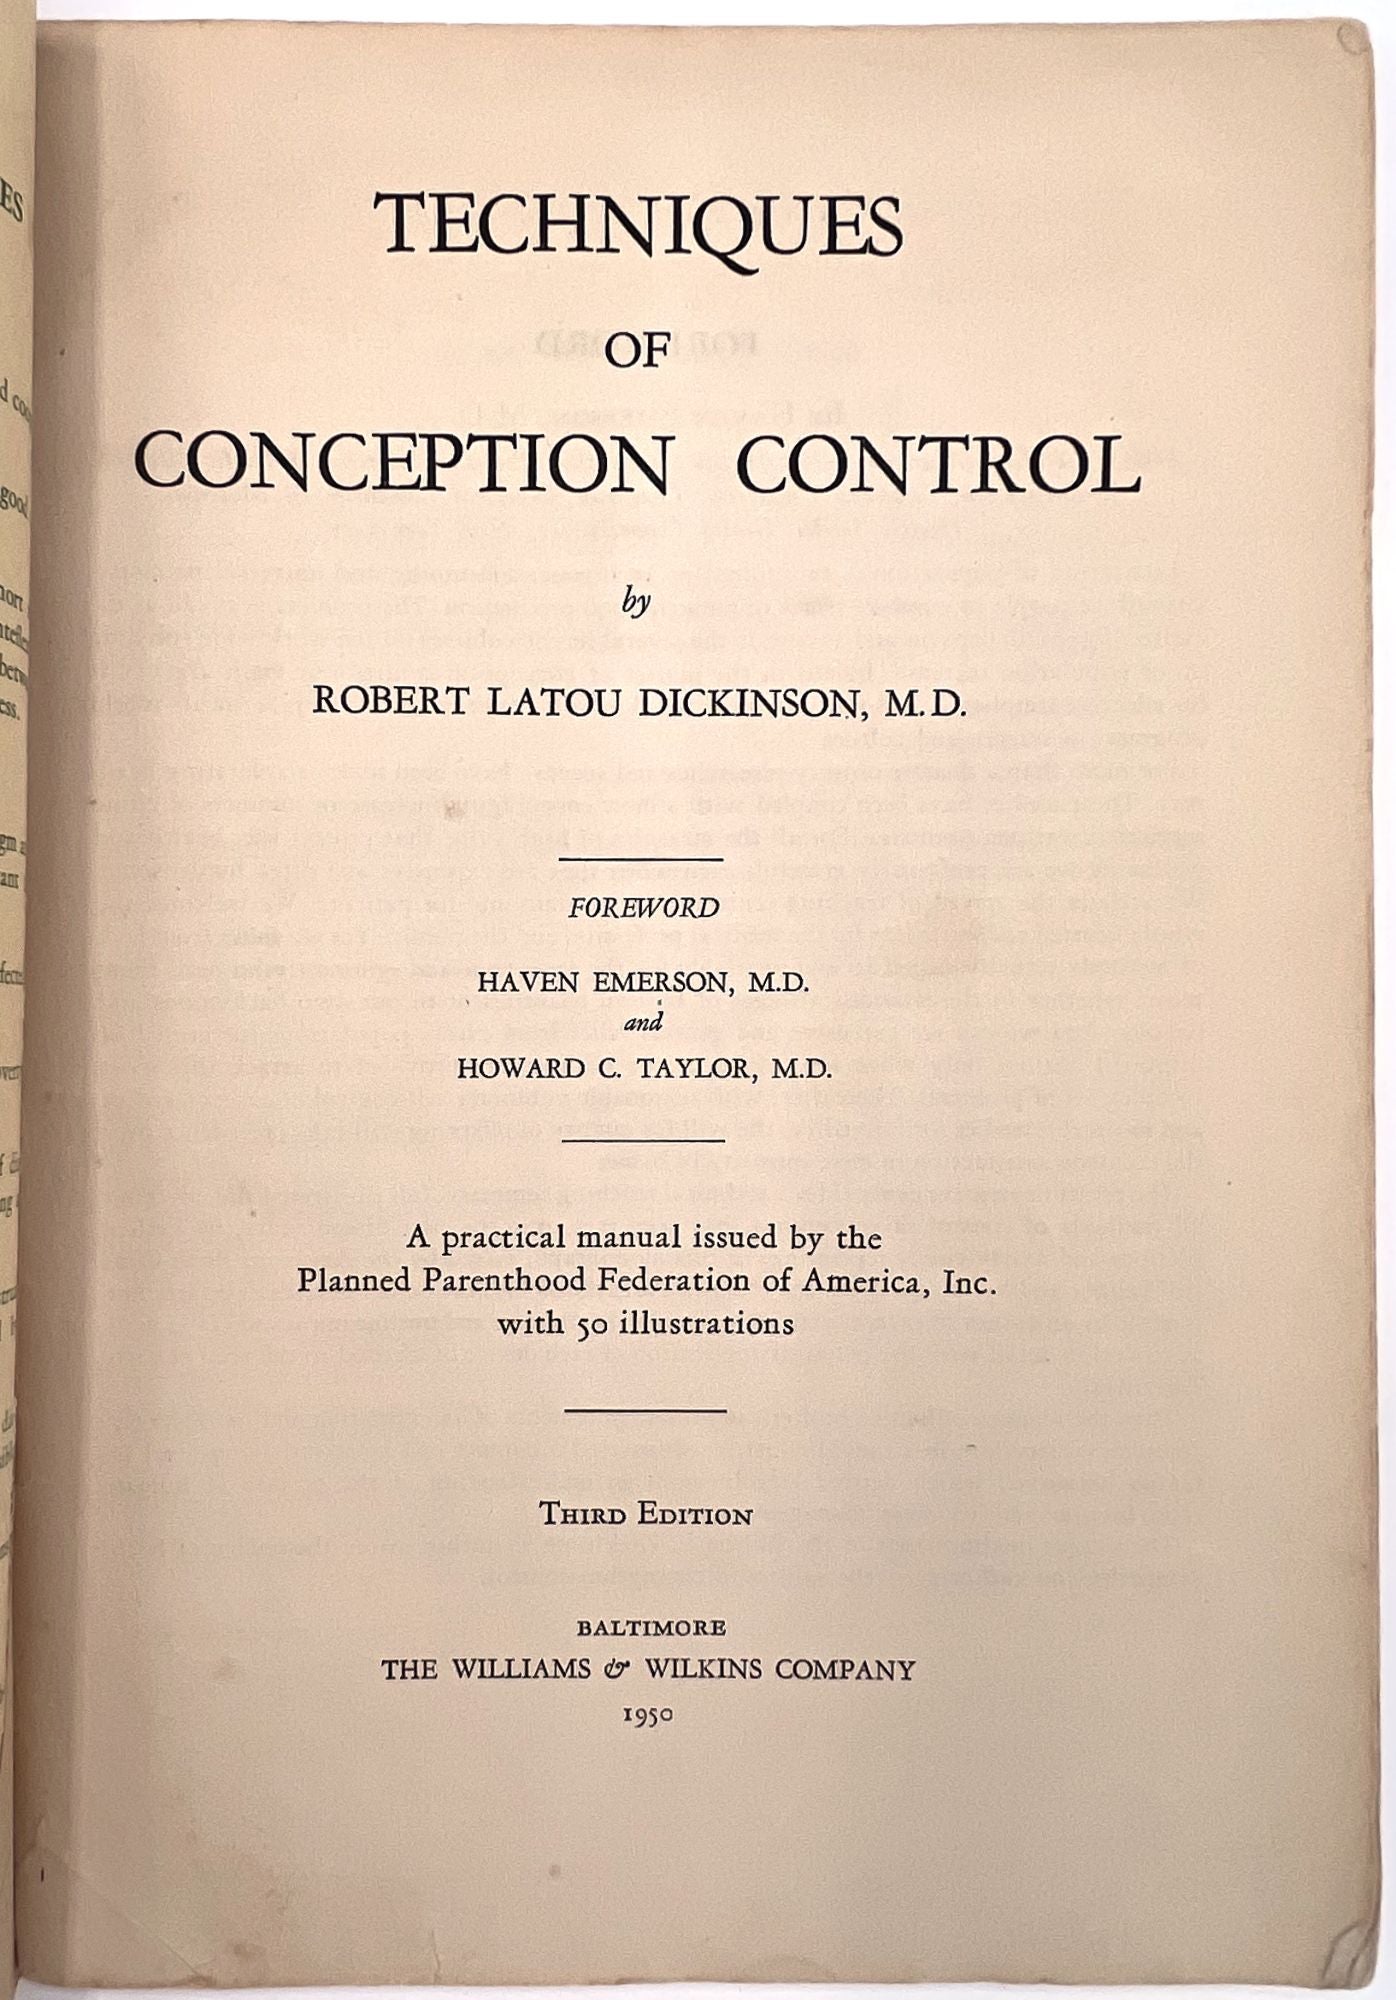 TECHNIQUES
OF
CONCEPTION CONTROL
by
ROBERT LATOU DICKINSON, M.D.
FOREWORD
HAVEN EMERSON, M.D.
and
HOWARD C. TAYLOR, M.D.
A practical manual issued by the
Planned Parenthood Federation of America, Inc.
with 50 illustrations
THIRD EDITION
BALTIMORE
THE WILLIAMS & WILKINS COMPANY
1950